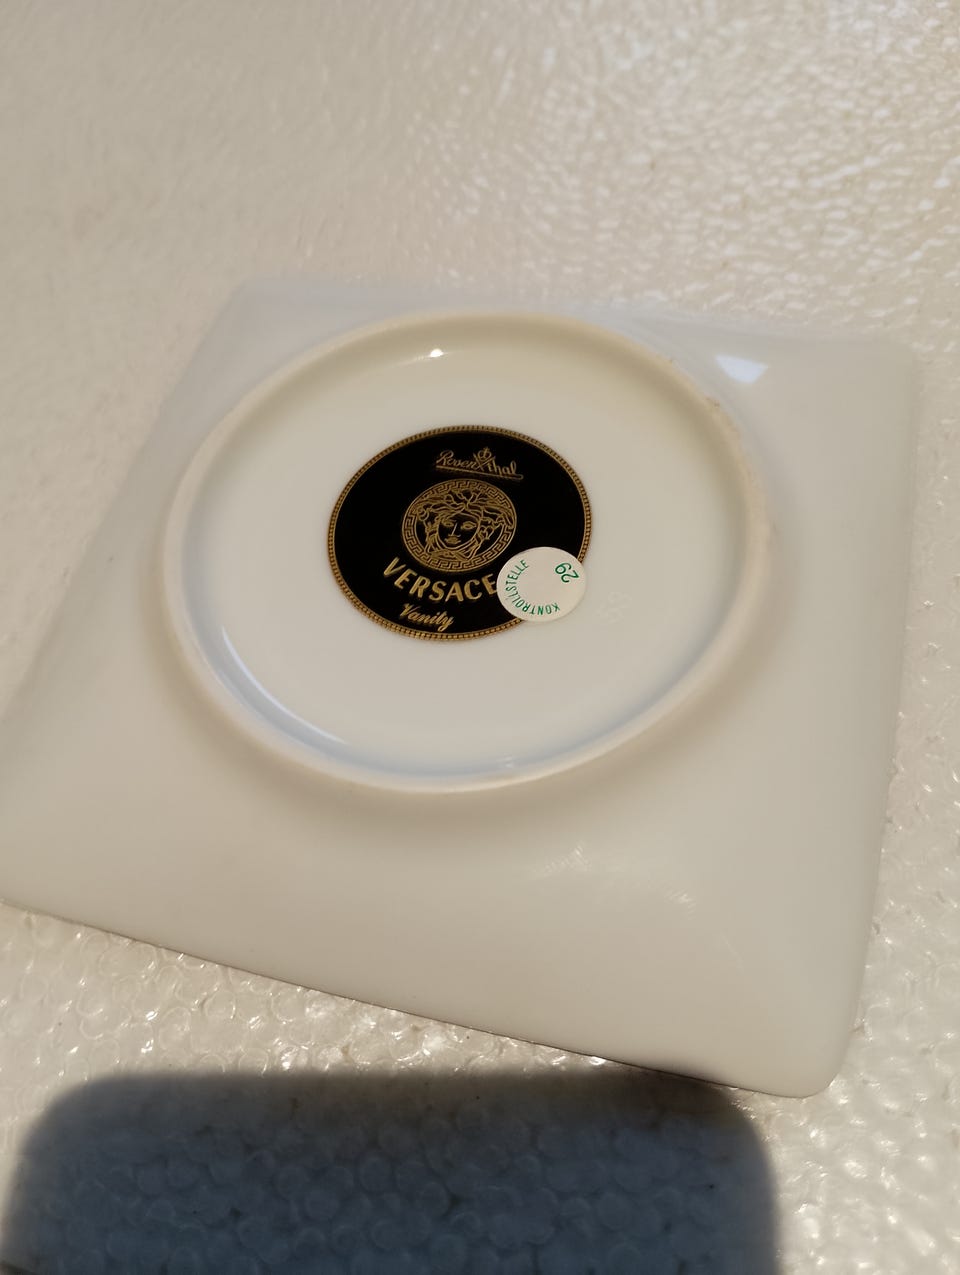 Rosenthal
VERSACE
Vanity
KONTROLLSTELLE
29